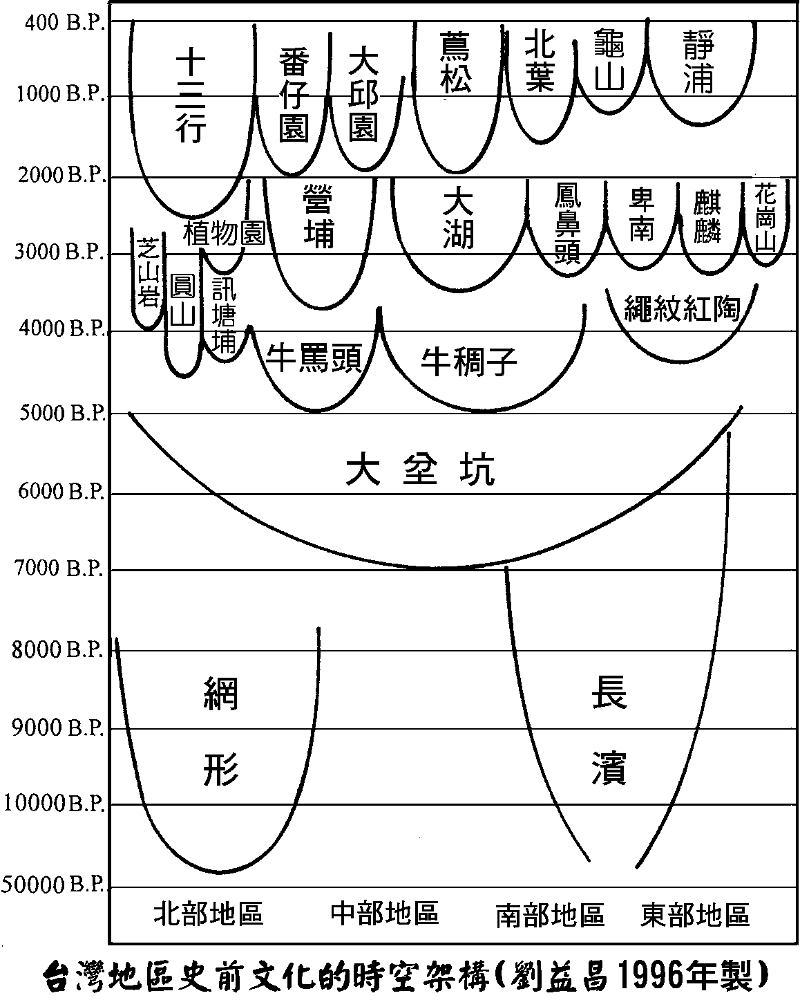 400 B.P.
十三行
番仔園
大邱園
蔦松
北葉
龜山
靜浦
1000 B.P.
2000 B.P.
植物園
營埔
大湖
鳳鼻頭
卑南
麒麟
花崗山
3000 B.P.
芝山岩
圓山
訊塘埔
繩紋紅陶
4000 B.P.
牛罵頭
牛稠子
5000 B.P.
大坌坑
6000 B.P.
7000 B.P.
8000 B.P.
網形
長濱
9000 B.P.
10000 B.P.
50000 B.P.
北部地區 中部地區 南部地區 東部地區
台灣地區史前文化的時空架構(劉益昌1996年製)